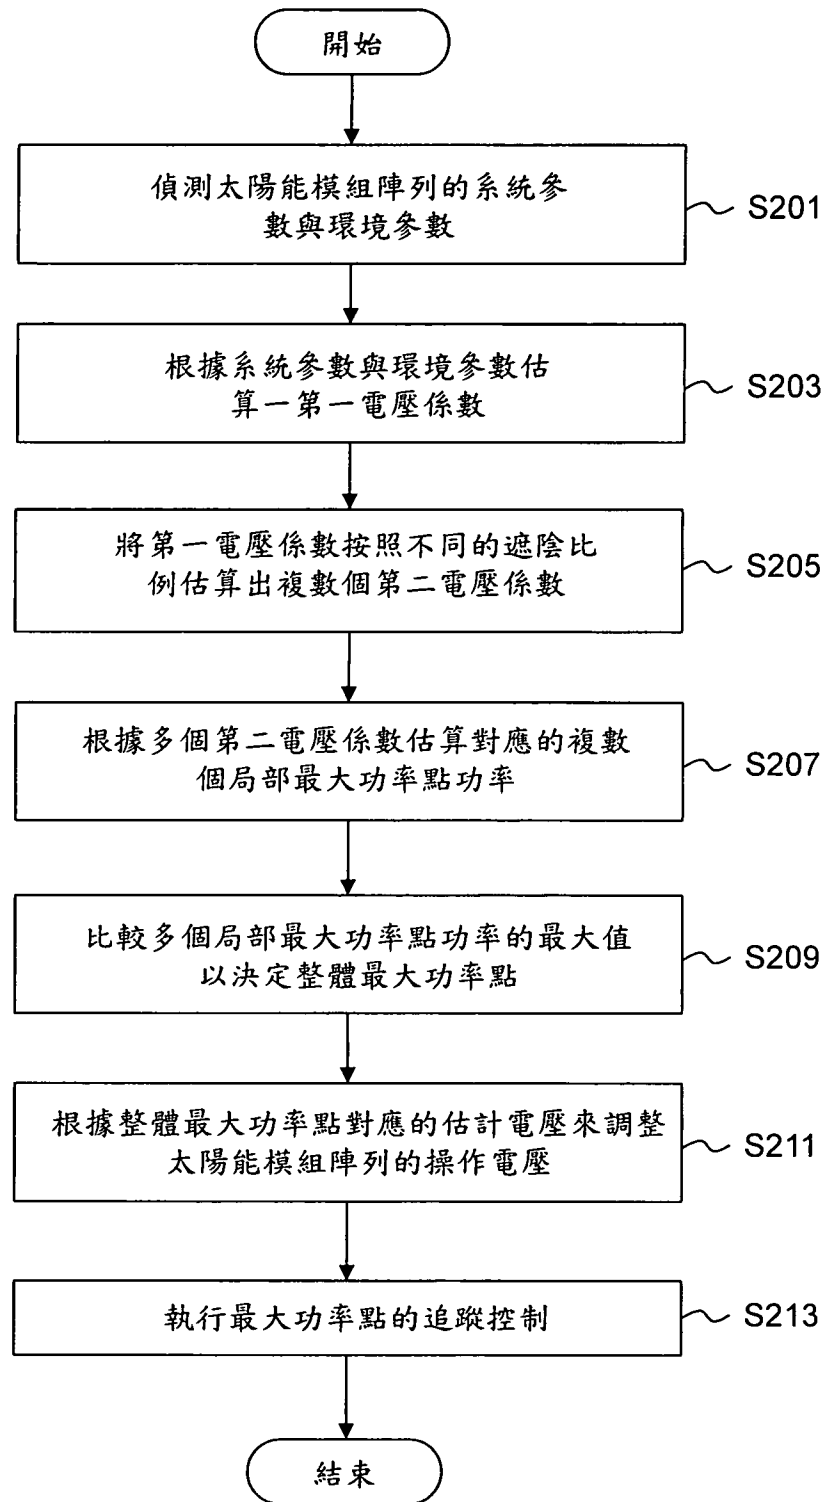 開始
偵測太陽能模組陣列的系統參
數與環境參數
S201
根據系統參數與環境參數估
算一第一電壓係數
S203
將第一電壓係數按照不同的遮陰比
例估算出複數個第二電壓係數
S205
根據多個第二電壓係數估算對應的複數
個局部最大功率點功率
S207
比較多個局部最大功率點功率的最大值
以決定整體最大功率點
S209
根據整體最大功率點對應的估計電壓來調整
太陽能模組陣列的操作電壓
S211
執行最大功率點的追蹤控制
S213
結束